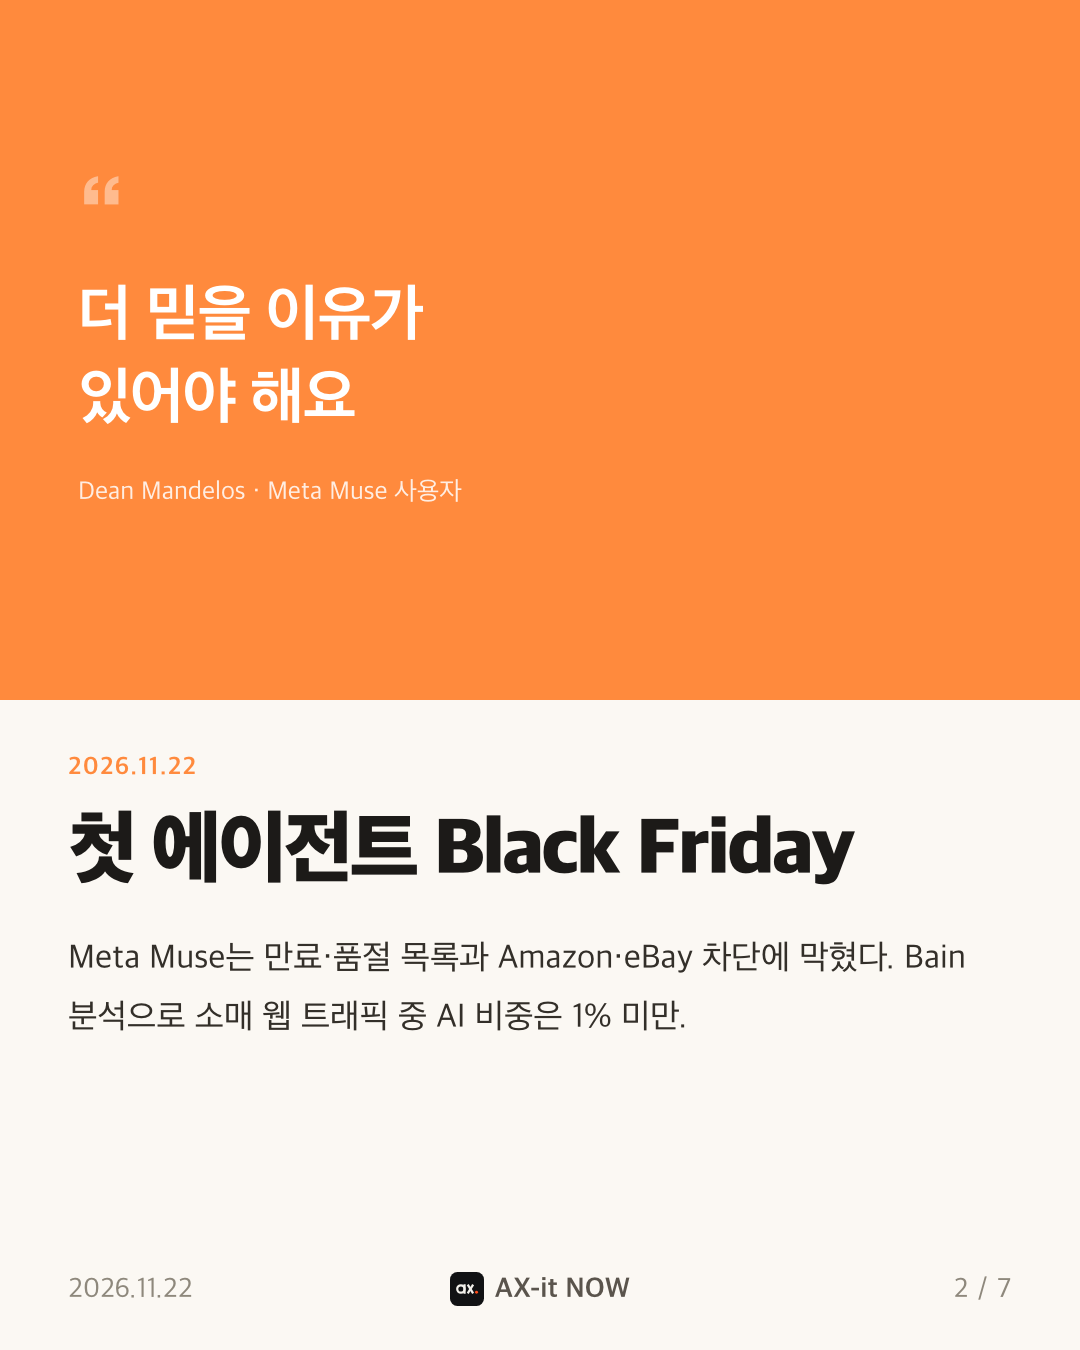 “
더 믿을 이유가
있어야 해요
Dean Mandelos · Meta Muse 사용자
2026.11.22
첫 에이전트 Black Friday
Meta Muse는 만료·품절 목록과 Amazon·eBay 차단에 막혔다. Bain
분석으로 소매 웹 트래픽 중 AI 비중은 1% 미만.
2026.11.22
ax. AX-it NOW
2 / 7